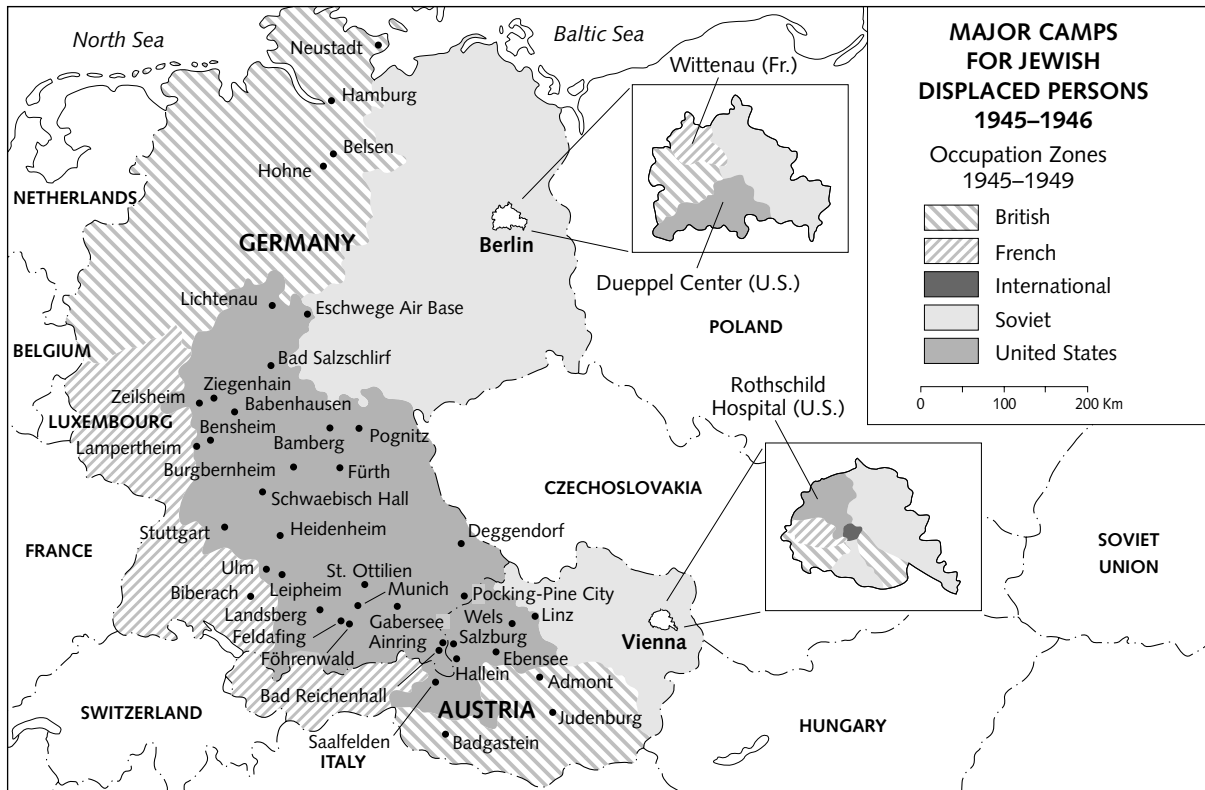 North Sea
Baltic Sea
Neustadt
Hamburg
Belsen
Hohne
NETHERLANDS
GERMANY
Berlin
Wittenau (Fr.)
Dueppel Center (U.S.)
MAJOR CAMPS
FOR JEWISH
DISPLACED PERSONS
1945–1946
Occupation Zones
1945–1949
British
French
International
Soviet
United States
0 50 100 200 Km
Lichtenau
Eschwege Air Base
POLAND
BELGIUM
Bad Salzschlirf
Ziegenhain
Zeilsheim
Babenhausen
LUXEMBOURG
Bensheim
Lampertheim
Bamberg
Pognitz
Burgbernheim
Fürth
Schwaebisch Hall
CZECHOSLOVAKIA
Rothschild
Hospital (U.S.)
Stuttgart
Heidenheim
Deggendorf
FRANCE
SOVIET
UNION
Ulm
Leipheim
St. Ottilien
Biberach
Munich
Pocking-Pine City
Landsberg
Gabersee
Wels
Linz
Feldafing
Ainring
Salzburg
Vienna
Föhrenwald
Ebensee
Hallein
Bad Reichenhall
Admont
SWITZERLAND
AUSTRIA
Judenburg
HUNGARY
Saalfelden
Badgastein
ITALY